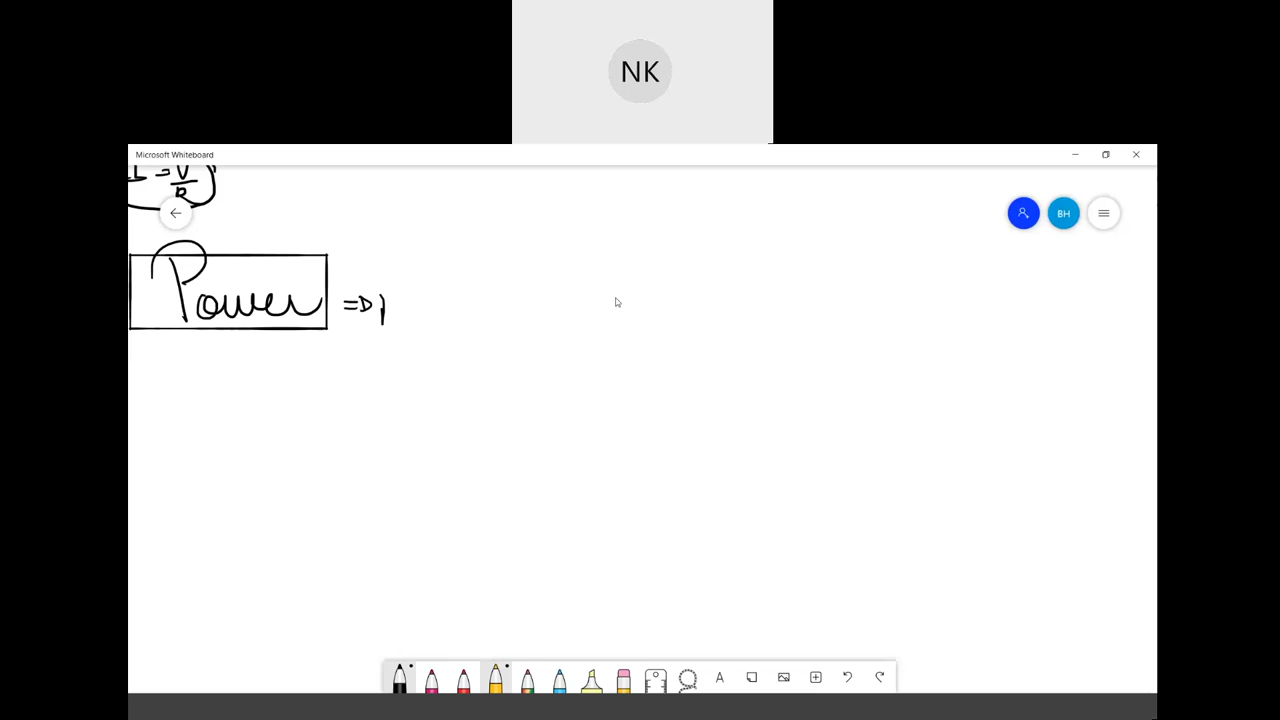 NK
Microsoft Whiteboard
I = V/R
BH
Power =>
A